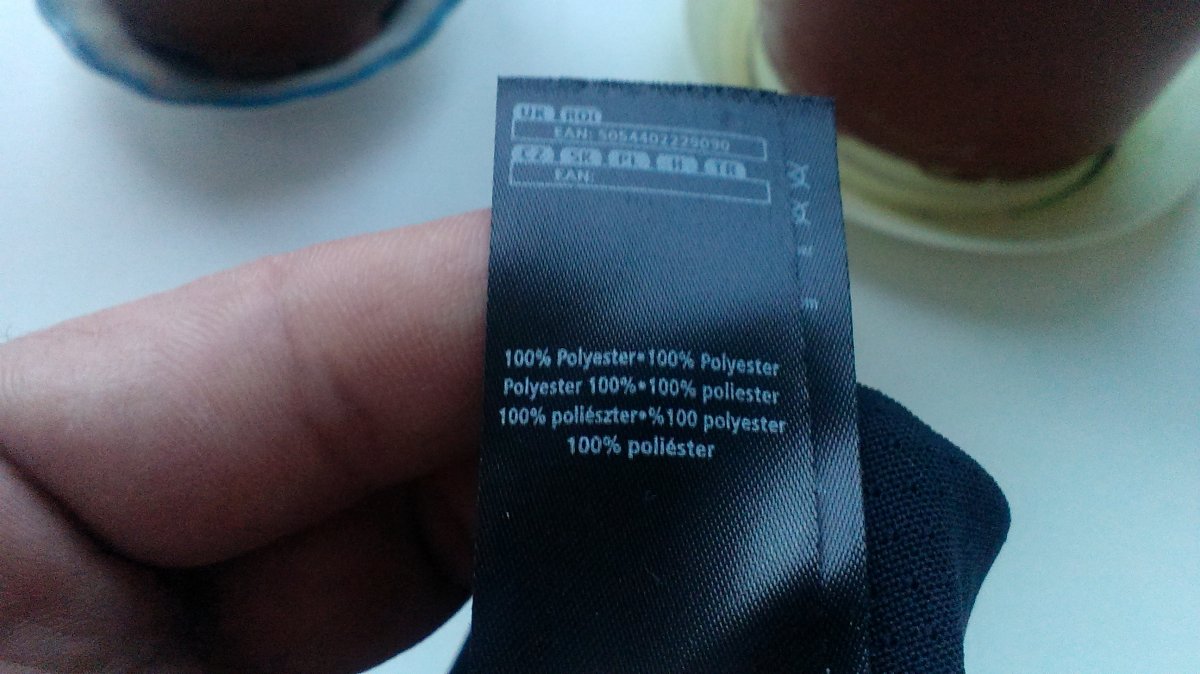 UK ROI
EAN: 5054402229090
CZ SK PL H TR
EAN:
100% Polyester•100% Polyester
Polyester 100%•100% poliester
100% poliészter•%100 polyester
100% poliéster